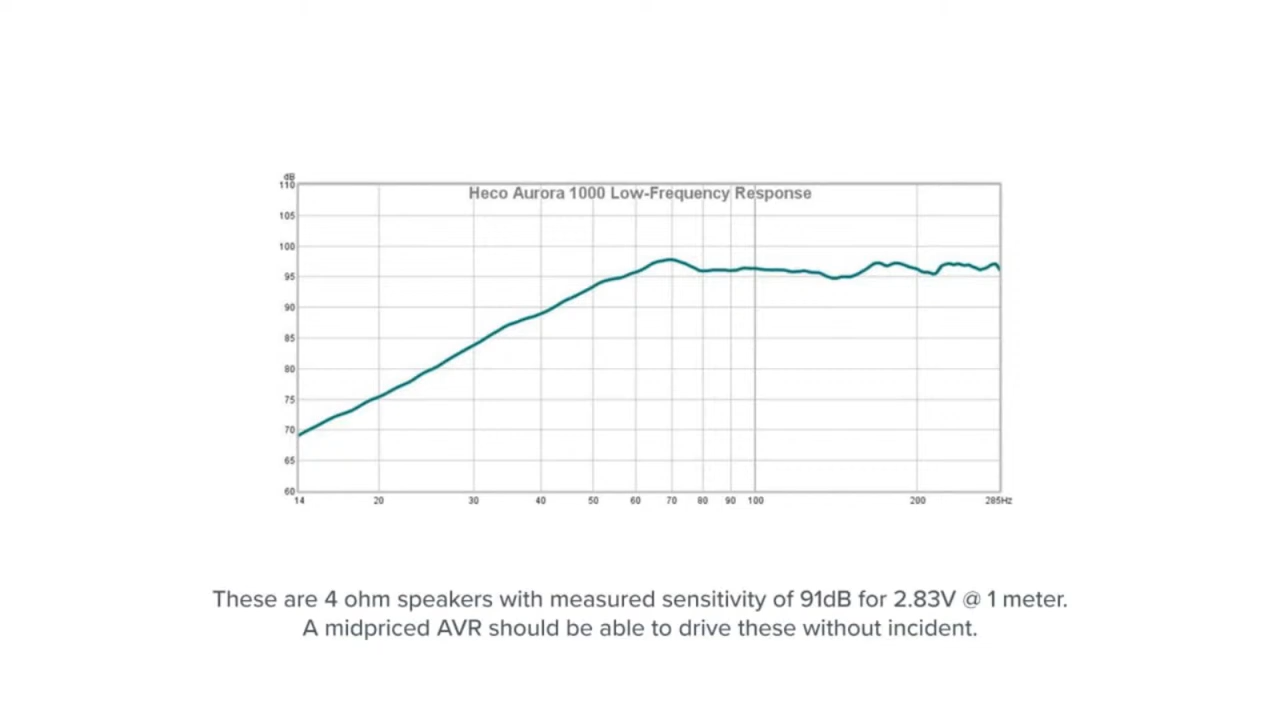 dB
Heco Aurora 1000 Low-Frequency Response
110
105
100
95
90
85
80
75
70
65
60
14 20 30 40 50 60 70 80 90 100 200 285Hz
These are 4 ohm speakers with measured sensitivity of 91dB for 2.83V @ 1 meter.
A midpriced AVR should be able to drive these without incident.